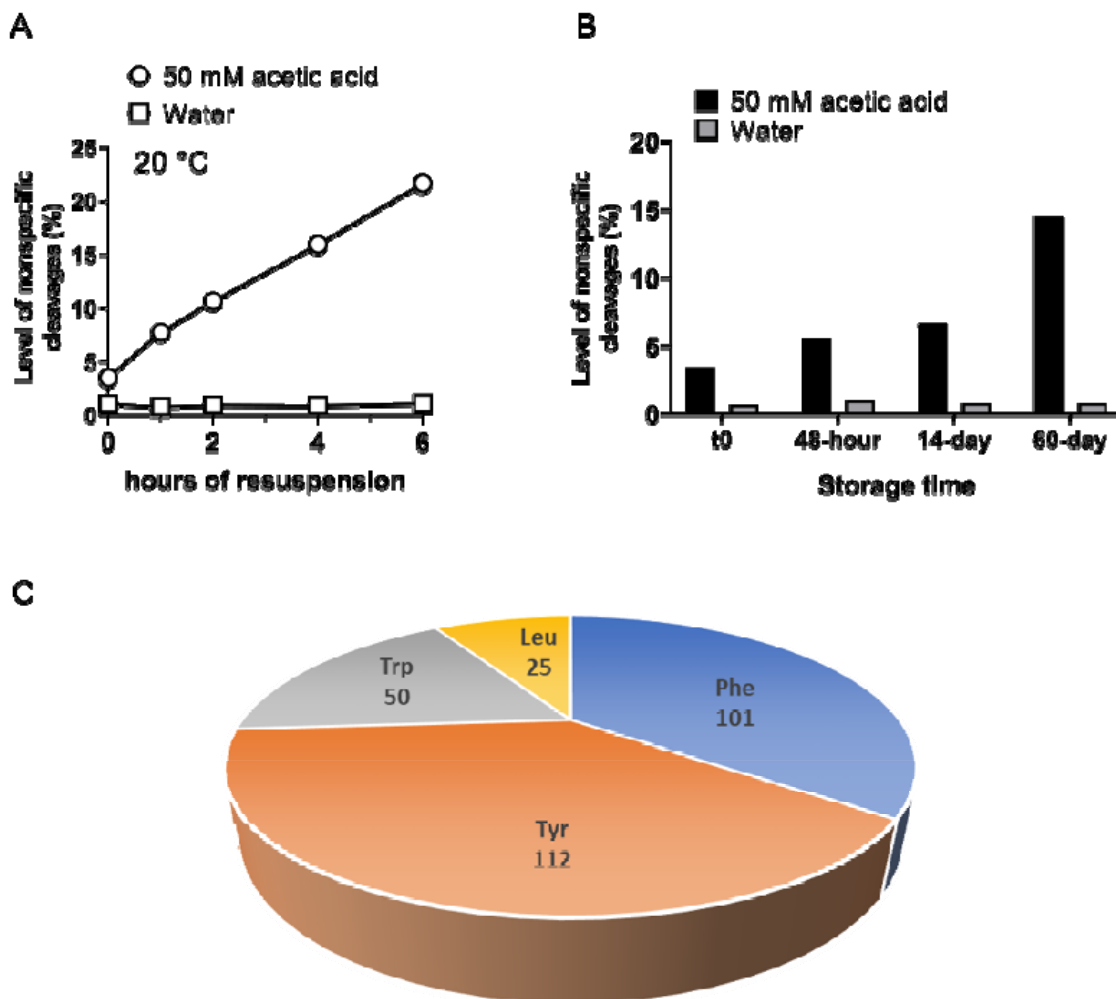 A
50 mM acetic acid
Water
20 °C
Level of nonspecific
cleavages (%)
25
20
15
10
5
0
0 2 4 6
hours of resuspension
B
50 mM acetic acid
Water
Level of nonspecific
cleavages (%)
20
15
10
5
0
t0 48-hour 14-day 60-day
Storage time
C
Leu
25
Trp
50
Phe
101
Tyr
112